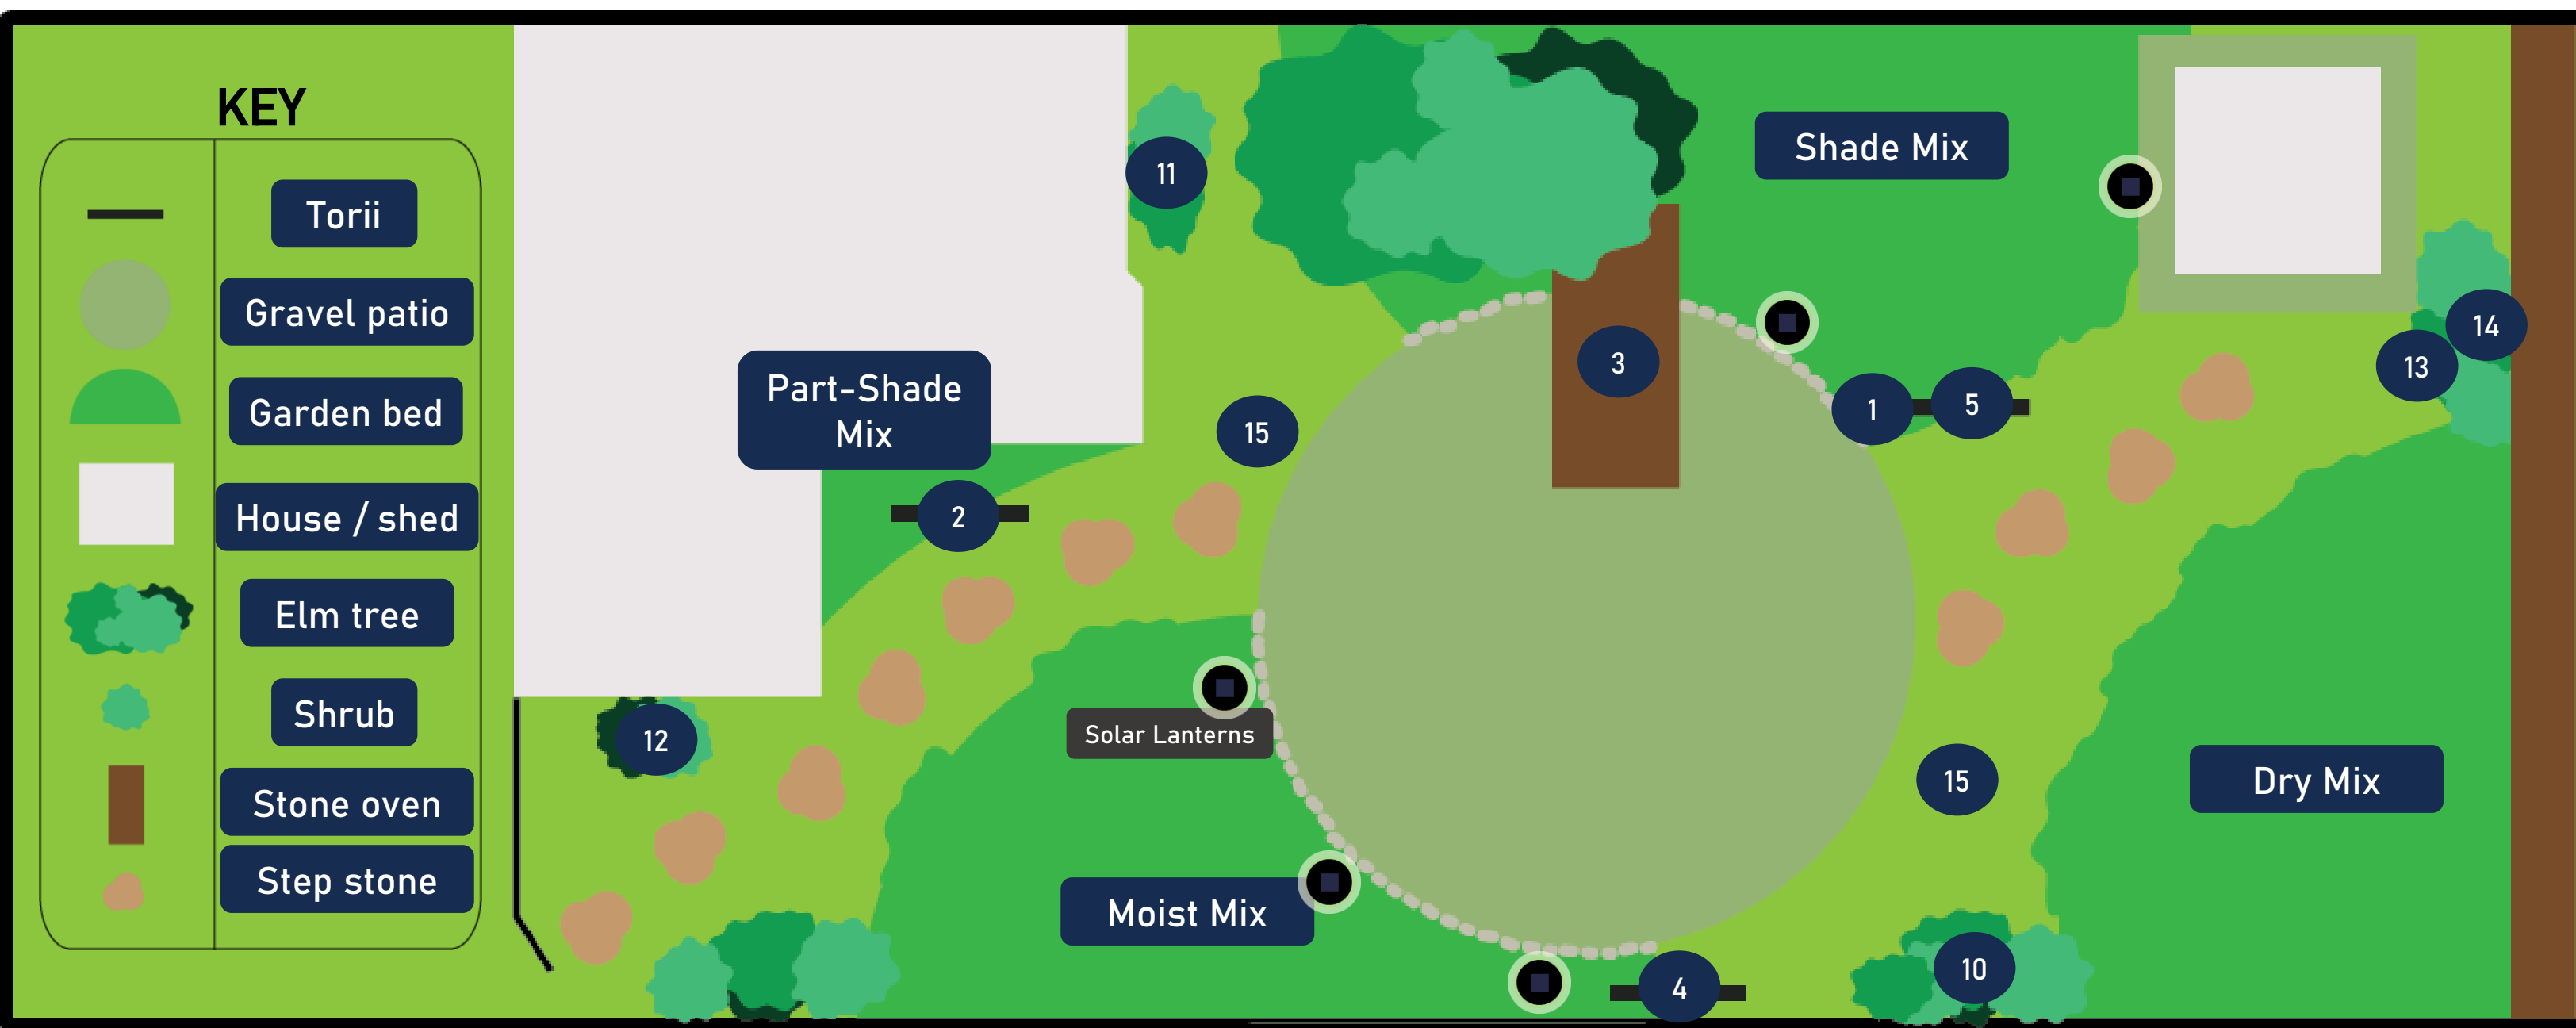 KEY
Torii
Gravel patio
Garden bed
House / shed
Elm tree
Shrub
Stone oven
Step stone
11
Shade Mix
14
13
3
Part-Shade
Mix
15
1
5
2
12
Solar Lanterns
15
Dry Mix
Moist Mix
10
4